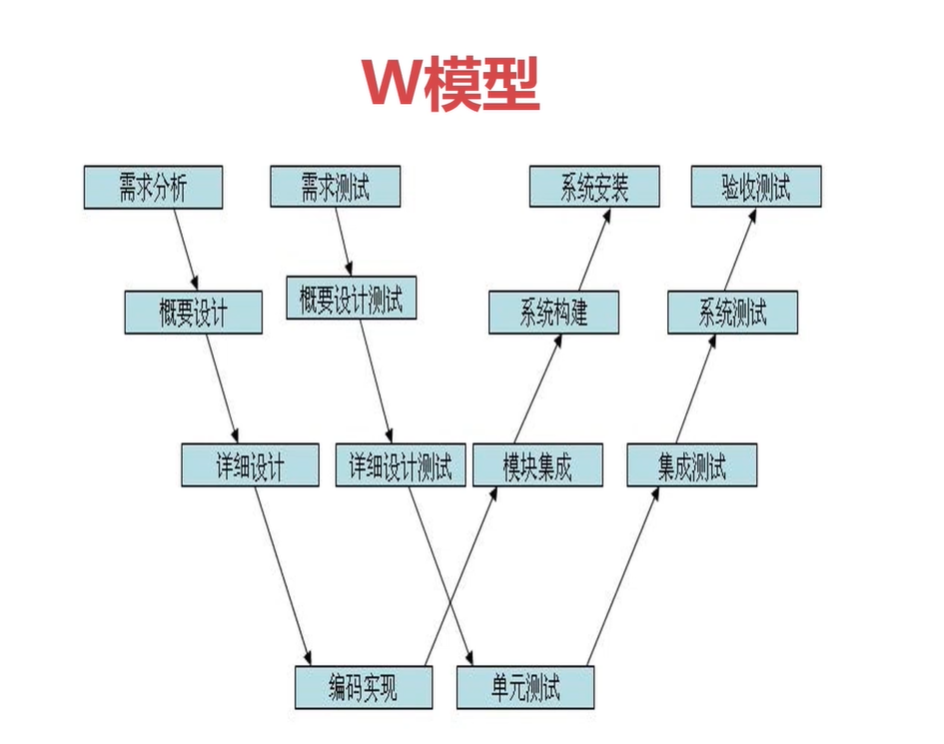 W模型
需求分析
需求测试
系统安装
验收测试
概要设计
概要设计测试
系统构建
系统测试
详细设计
详细设计测试
模块集成
集成测试
编码实现
单元测试